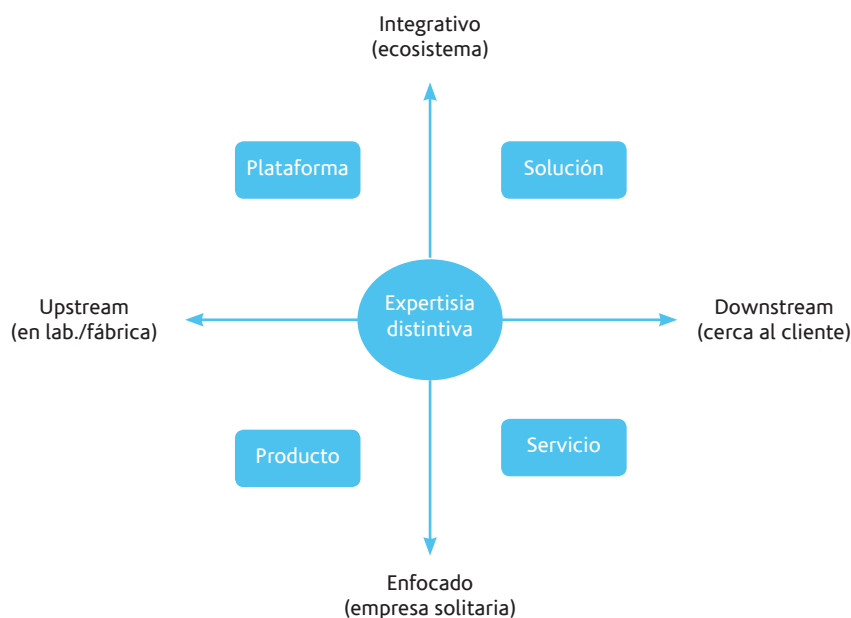 Integrativo
(ecosistema)
Plataforma
Solución
Upstream
(en lab./fábrica)
Expertisia
distintiva
Downstream
(cerca al cliente)
Producto
Servicio
Enfocado
(empresa solitaria)